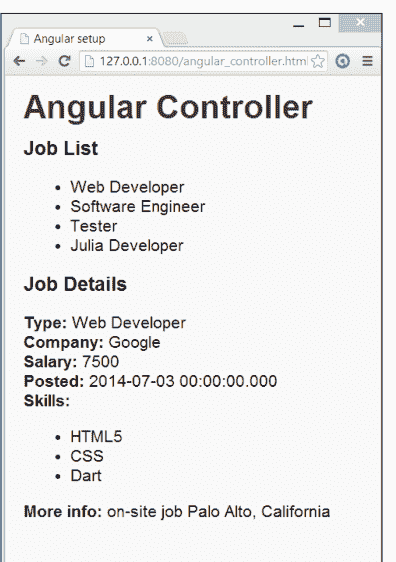 Angular setup
127.0.0.1:8080/angular_controller.html
Angular Controller
Job List
• Web Developer
• Software Engineer
• Tester
• Julia Developer
Job Details
Type: Web Developer
Company: Google
Salary: 7500
Posted: 2014-07-03 00:00:00.000
Skills:
• HTML5
• CSS
• Dart
More info: on-site job Palo Alto, California